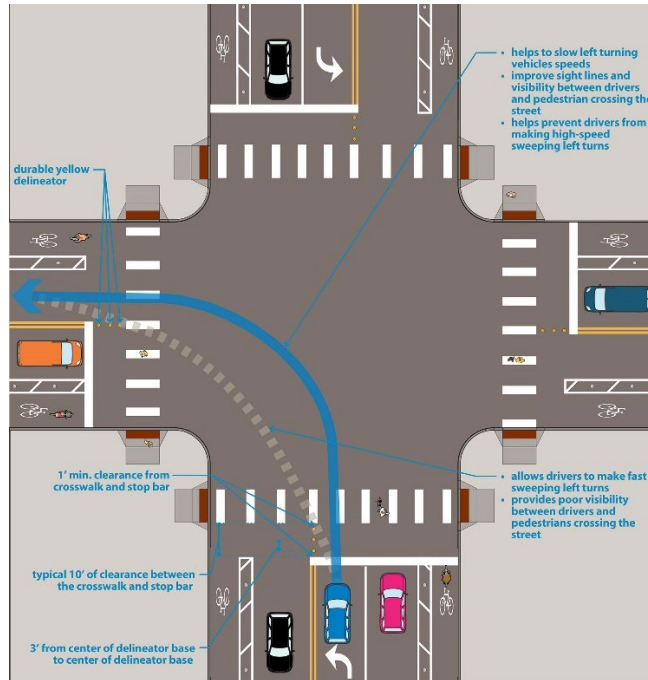 • helps to slow left turning
vehicles speeds
• improve sight lines and
visibility between drivers
and pedestrian crossing the
street
• helps prevent drivers from
making high-speed
sweeping left turns
durable yellow
delineator
1' min. clearance from
crosswalk and stop bar
• allows drivers to make fast
sweeping left turns
• provides poor visibility
between drivers and
pedestrians crossing the
street
typical 10' of clearance between
the crosswalk and stop bar
3' from center of delineator base
to center of delineator base